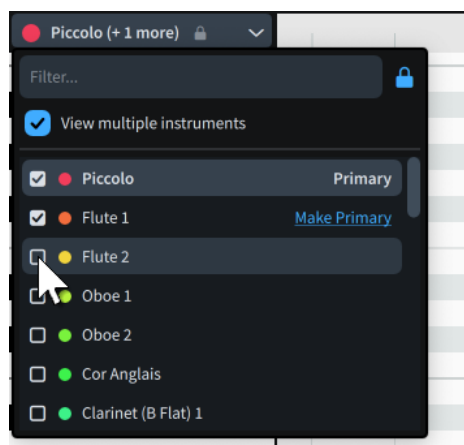 Piccolo (+ 1 more)
Filter...
View multiple instruments
Piccolo Primary
Flute 1 Make Primary
Flute 2
Oboe 1
Oboe 2
Cor Anglais
Clarinet (B Flat) 1